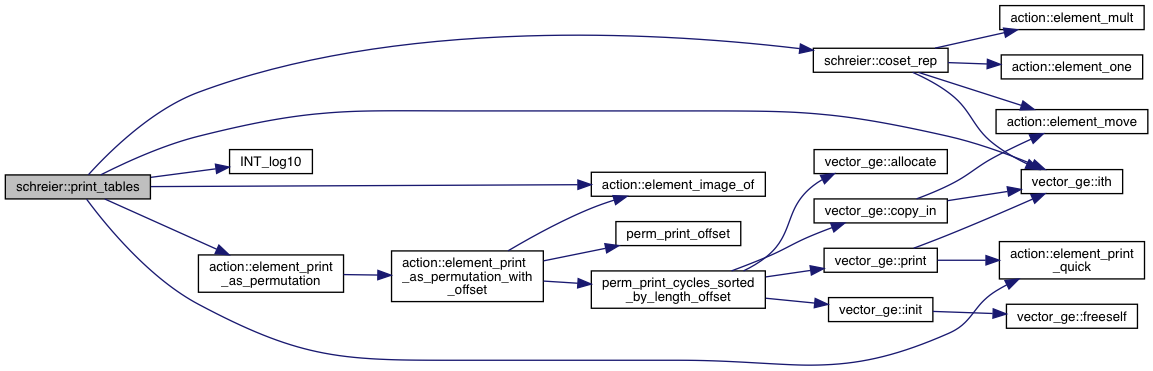 schreier::print_tables
INT_log10
action::element_print
_as_permutation
action::element_print
_as_permutation_with
_offset
action::element_image_of
perm_print_offset
perm_print_cycles_sorted
_by_length_offset
schreier::coset_rep
vector_ge::allocate
vector_ge::copy_in
vector_ge::print
vector_ge::init
action::element_mult
action::element_one
action::element_move
vector_ge::ith
action::element_print
_quick
vector_ge::freeself